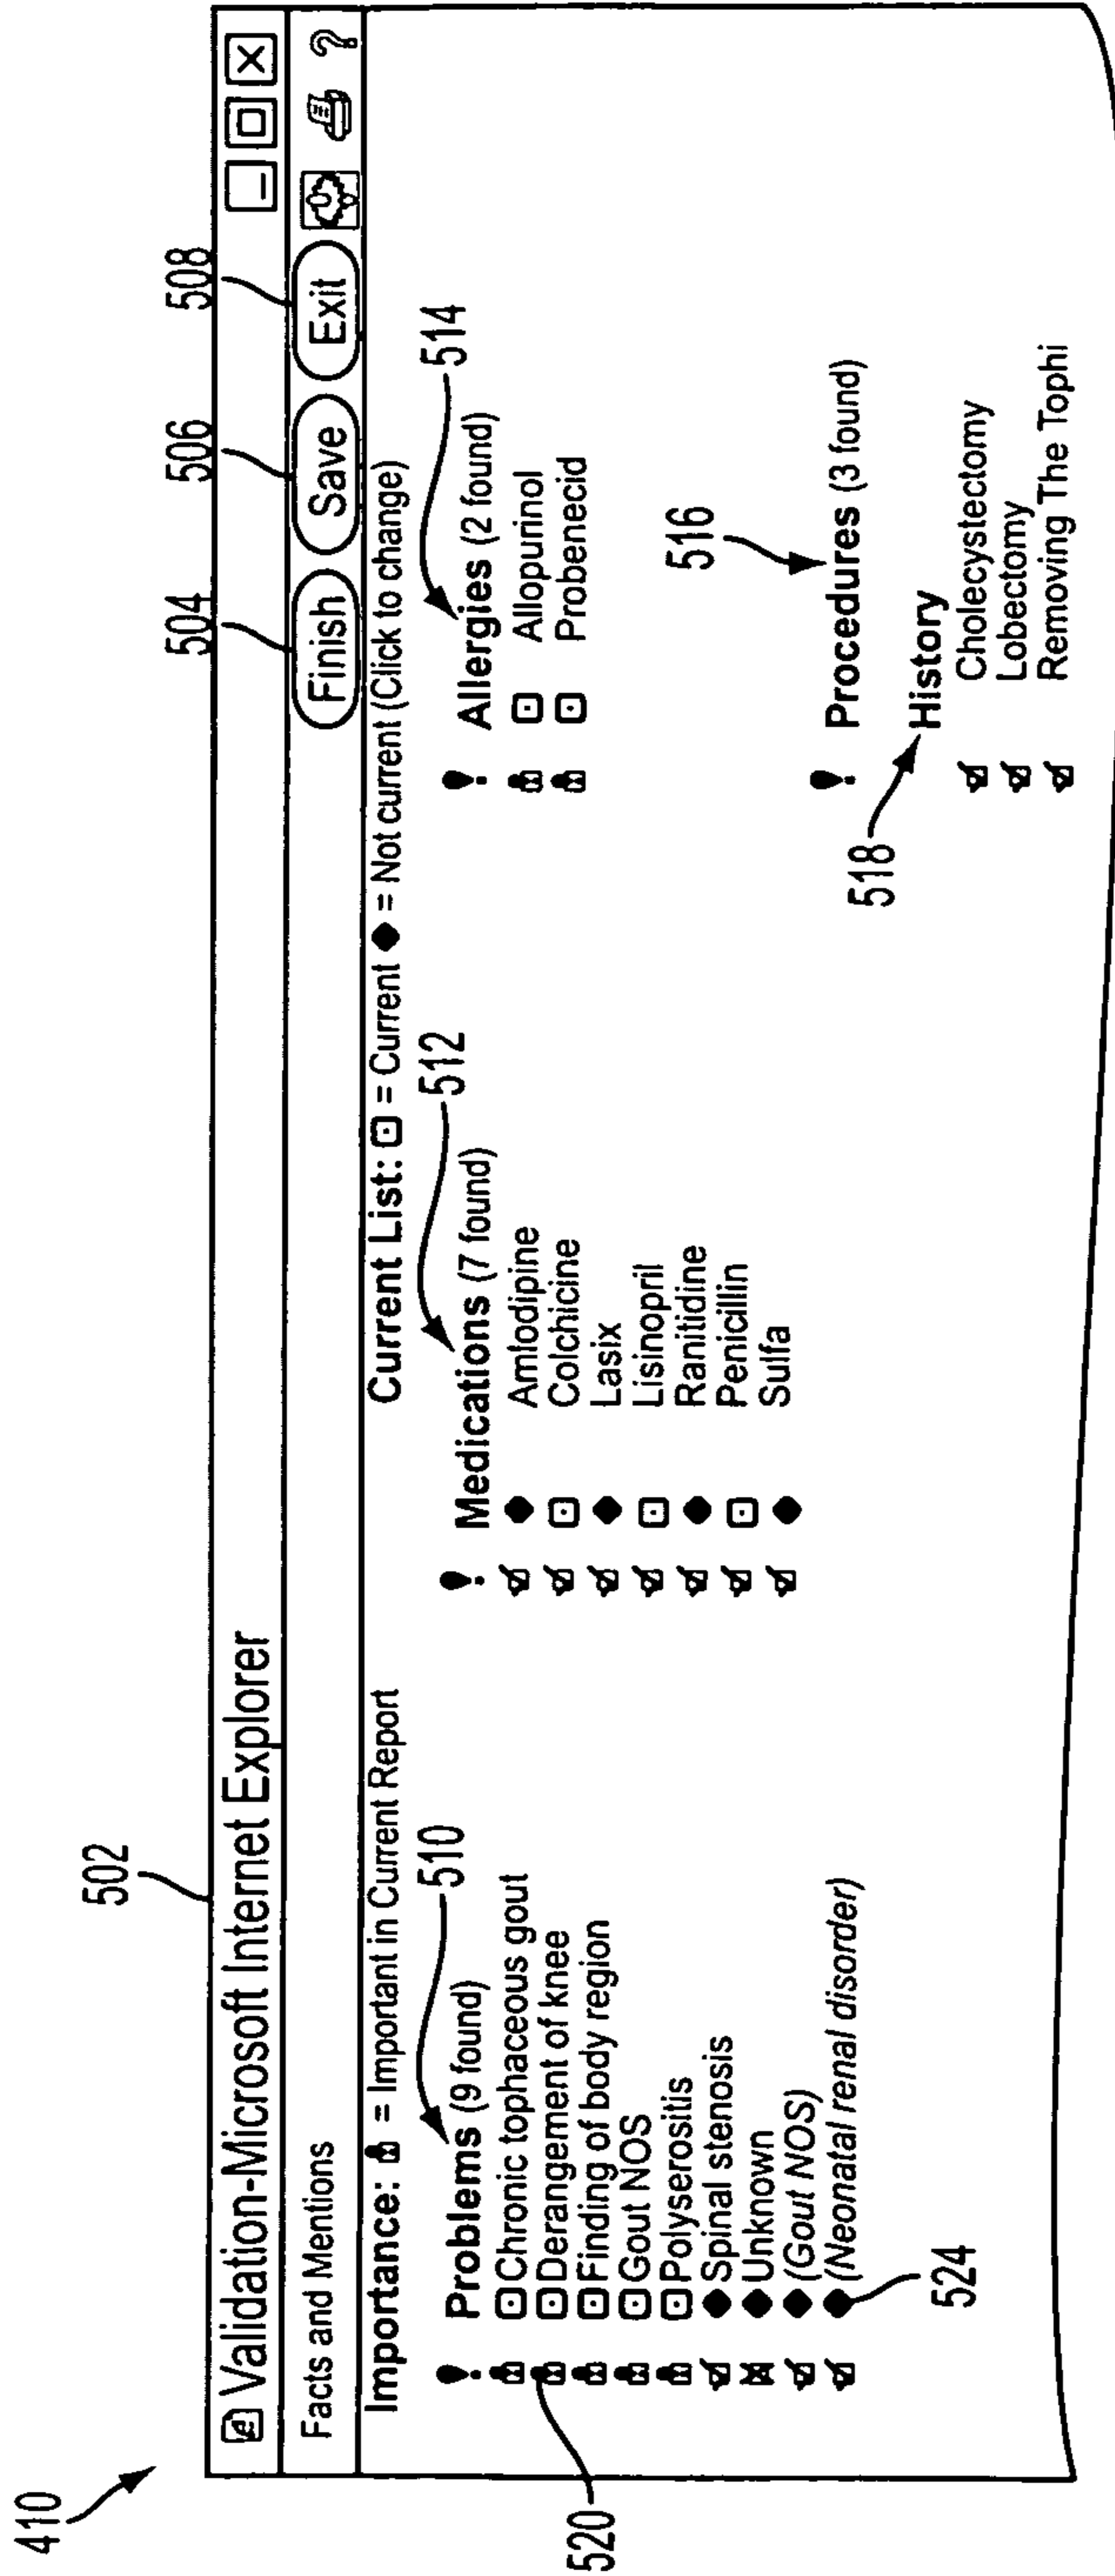 410
502
504
506
508
Validation-Microsoft Internet Explorer
Facts and Mentions
Finish
Save
Exit
?
Importance: = Important in Current Report
Current List: = Current = Not current (Click to change)
510
Problems (9 found)
Chronic tophaceous gout
Derangement of knee
Finding of body region
Gout NOS
Polyserositis
Spinal stenosis
Unknown
(Gout NOS)
(Neonatal renal disorder)
520
524
512
Medications (7 found)
Amlodipine
Colchicine
Lasix
Lisinopril
Ranitidine
Penicillin
Sulfa
514
Allergies (2 found)
Allopurinol
Probenecid
516
Procedures (3 found)
518
History
Cholecystectomy
Lobectomy
Removing The Tophi